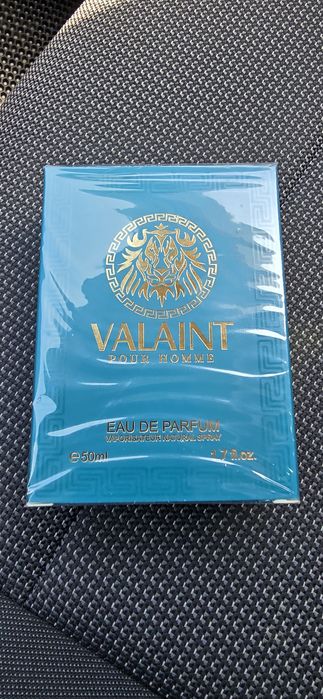 VALAINT
POUR HOMME
EAU DE PARFUM
VAPORISATEUR NATURAL SPRAY
℮50ml 1.7 fl.oz.